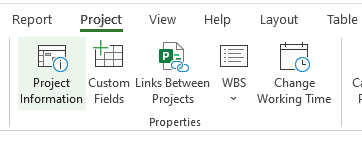 Report Project View Help Layout Table
Project Information
Custom Fields
Links Between Projects
WBS
Change Working Time
Properties